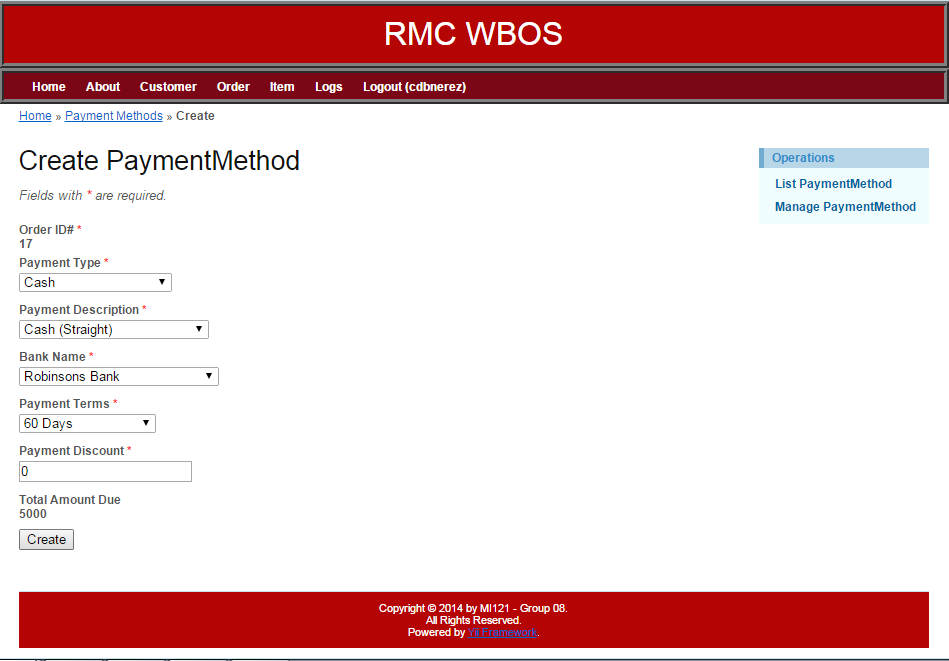 RMC WBOS
Home About Customer Order Item Logs Logout (cdbnerez)
Home » Payment Methods » Create
Create PaymentMethod
Fields with * are required.
Order ID# *
17
Payment Type *
Cash
Payment Description *
Cash (Straight)
Bank Name *
Robinsons Bank
Payment Terms *
60 Days
Payment Discount *
0
Total Amount Due
5000
Create
Operations
List PaymentMethod
Manage PaymentMethod
Copyright © 2014 by MI121 - Group 08.
All Rights Reserved.
Powered by Yii Framework.